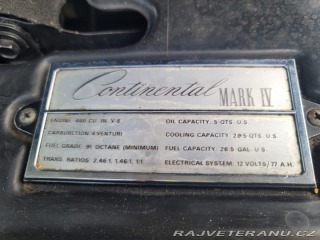 Continental MARK IV
ENGINE: 460 CU. IN. V-8
CARBURETION: 4 VENTURI
FUEL GRADE: 91 OCTANE (MINIMUM)
TRANS. RATIOS: 2.46:1, 1.46:1, 1:1
OIL CAPACITY: 5 QTS. U.S.
COOLING CAPACITY: 20.5 QTS. U.S.
FUEL CAPACITY: 26.5 GAL. U.S.
ELECTRICAL SYSTEM: 12 VOLTS/77 A.H.
RAJVETERANU.CZ